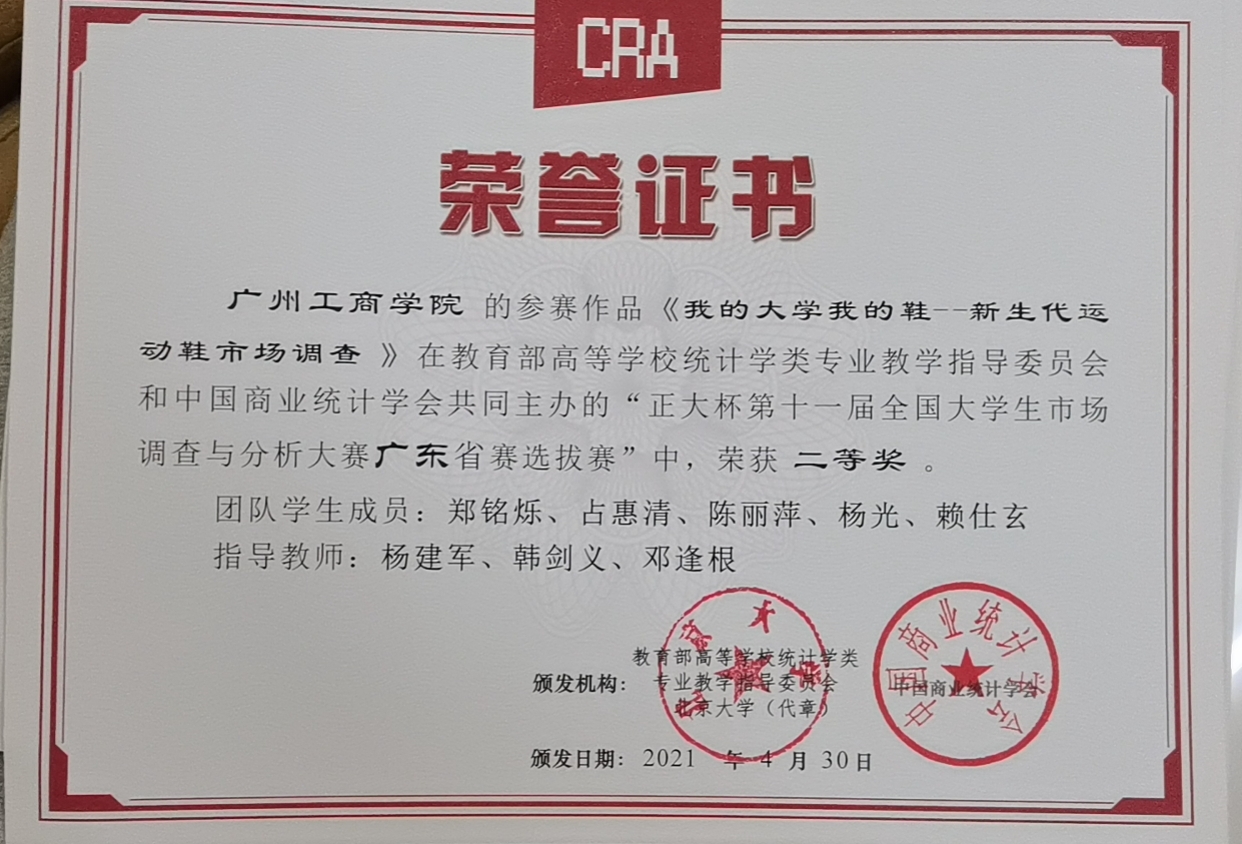 CRA
荣誉证书
广州工商学院 的参赛作品《我的大学我的鞋--新生代运
动鞋市场调查 》在教育部高等学校统计学类专业教学指导委员会
和中国商业统计学会共同主办的“正大杯第十一届全国大学生市场
调查与分析大赛广东省赛选拔赛”中，荣获 二等奖 。
团队学生成员：郑铭烁、占惠清、陈丽萍、杨光、赖仕玄
指导教师：杨建军、韩剑义、邓逢根
教育部高等学校统计学类
颁发机构： 专业教学指导委员会
北京大学（代章）
中国商业统计学会
中国商业统计学会
颁发日期：2021 年 4 月 30日